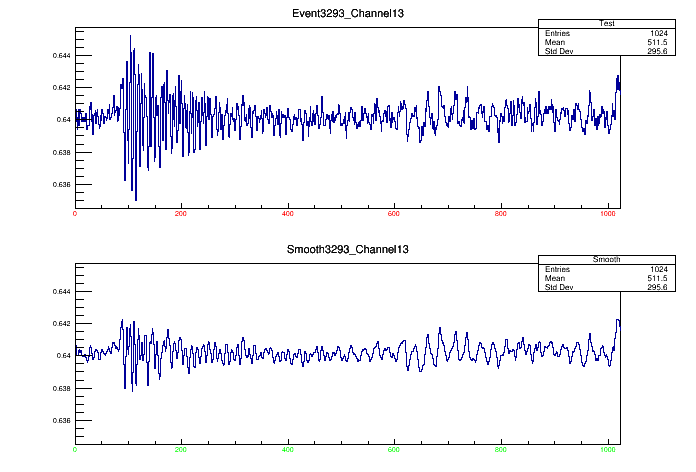 Event3293_Channel13
Test
Entries 1024
Mean 511.5
Std Dev 295.6
0.644
0.642
0.64
0.638
0.636
0 200 400 600 800 1000
Smooth3293_Channel13
Smooth
Entries 1024
Mean 511.5
Std Dev 295.6
0.644
0.642
0.64
0.638
0.636
0 200 400 600 800 1000